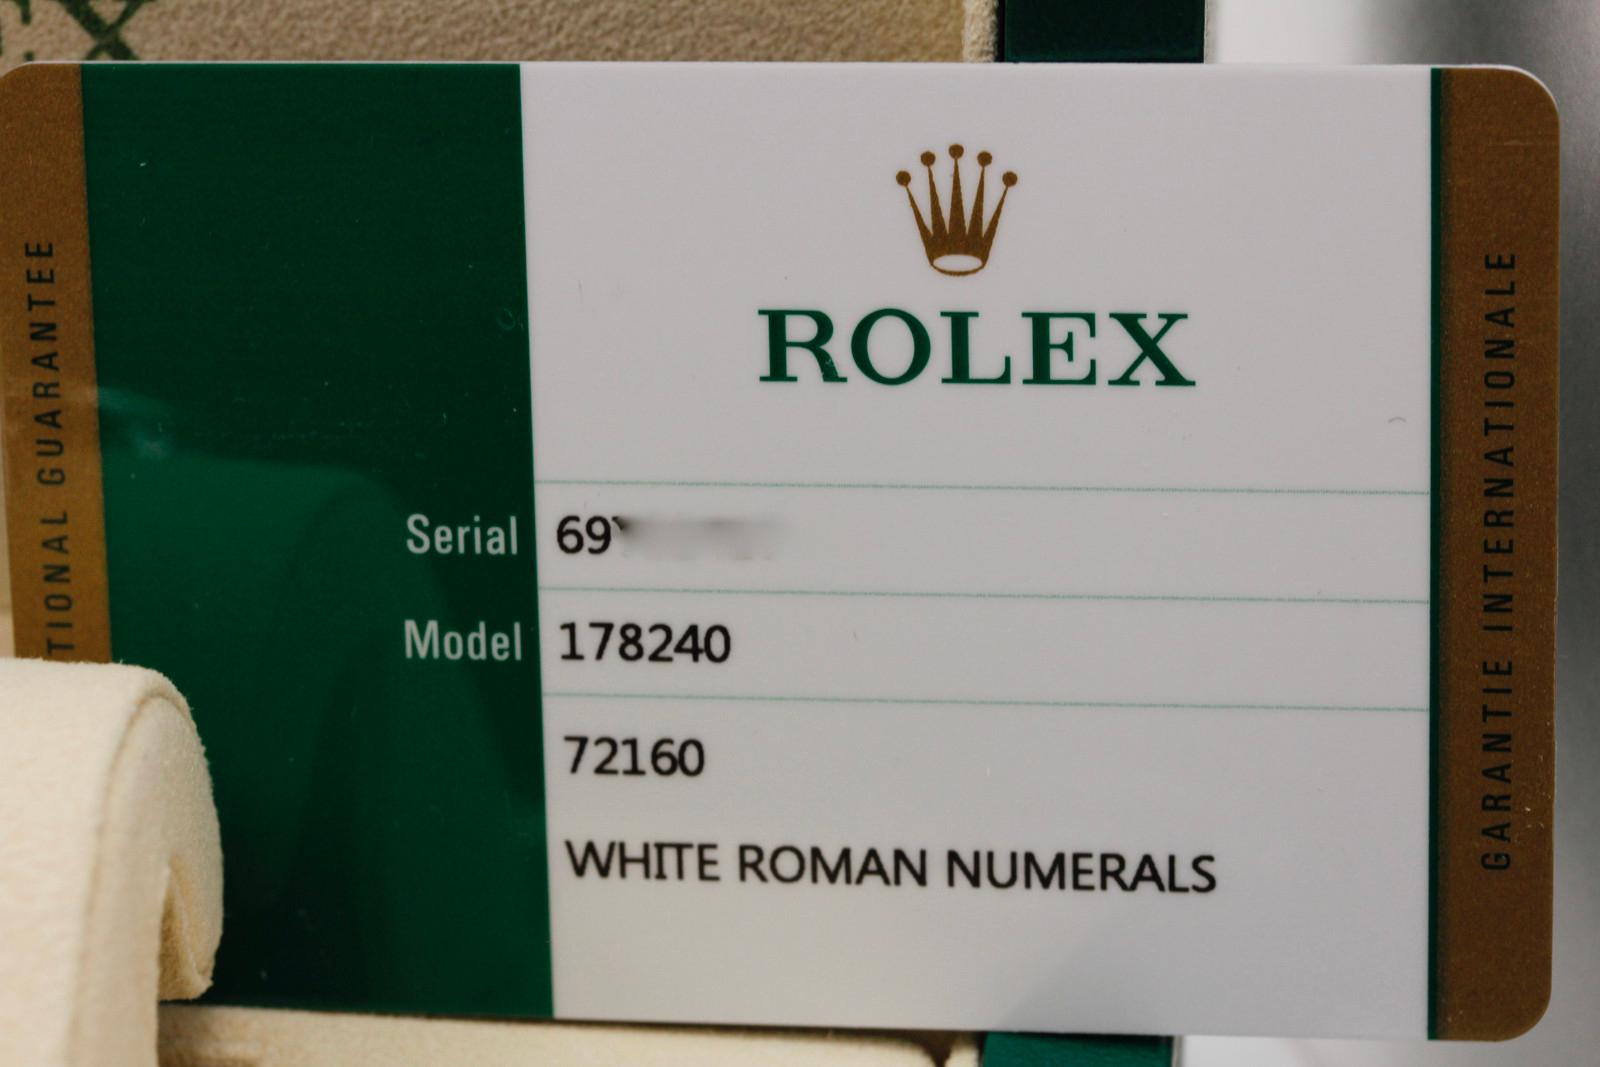 ROLEX
Serial 69
Model 178240
72160
WHITE ROMAN NUMERALS
TIONAL GUARANTEE
GARANTIE INTERNATIONALE